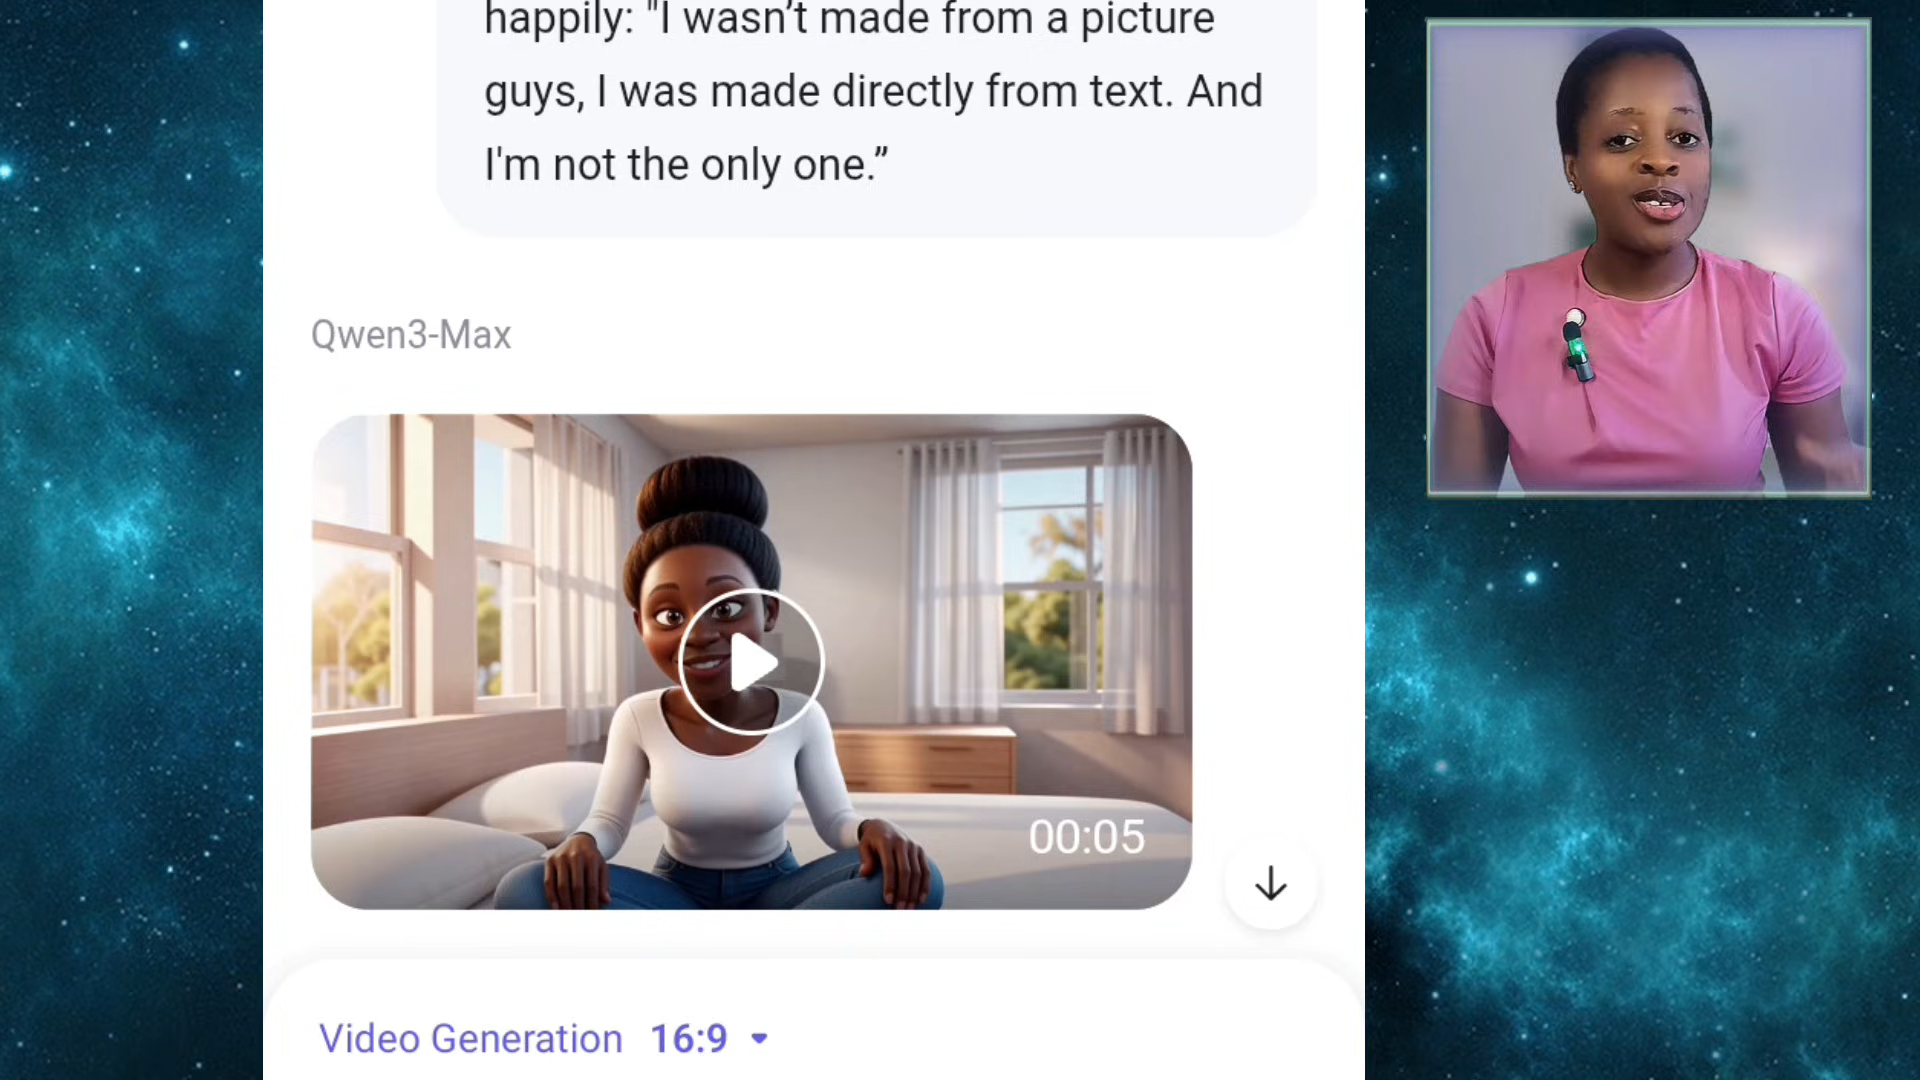 happily: "I wasn’t made from a picture
guys, I was made directly from text. And
I'm not the only one.”
Qwen3-Max
00:05
Video Generation 16:9